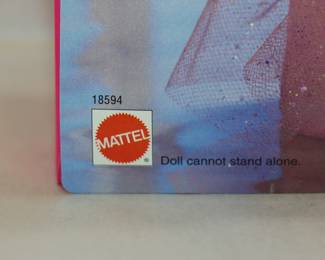 18594
MATTEL
®
Doll cannot stand alone.